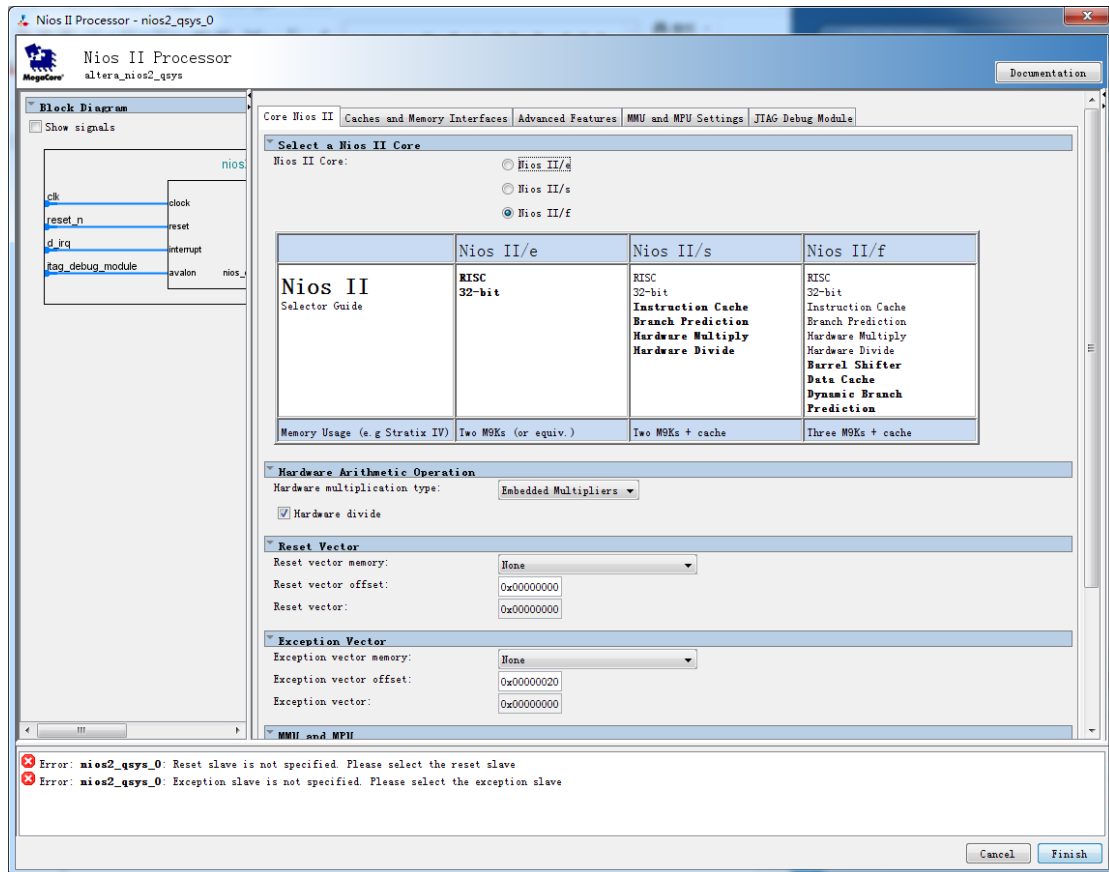 Nios II Processor - nios2_qsys_0
MegaCore'
Nios II Processor
altera_nios2_qsys
Documentation
Block Diagram
Show signals
clk
reset_n
d_irq
jtag_debug_module
clock
reset
interrupt
avalon
Core Nios II
Caches and Memory Interfaces
Advanced Features
MMU and MPU Settings
JTAG Debug Module
Select a Nios II Core
Nios II Core:
Nios II/e
Nios II/s
Nios II/f
Nios II/e
Nios II/s
Nios II/f
Nios II
Selector Guide
RISC
32-bit
RISC
32-bit
Instruction Cache
Branch Prediction
Hardware Multiply
Hardware Divide
RISC
32-bit
Instruction Cache
Branch Prediction
Hardware Multiply
Hardware Divide
Barrel Shifter
Data Cache
Dynamic Branch
Prediction
Memory Usage (e.g Stratix IV)
Two M9Ks (or equiv.)
Two M9Ks + cache
Three M9Ks + cache
Hardware Arithmetic Operation
Hardware multiplication type:
Embedded Multipliers
Hardware divide
Reset Vector
Reset vector memory:
None
Reset vector offset:
0x00000000
Reset vector:
0x00000000
Exception Vector
Exception vector memory:
None
Exception vector offset:
0x00000020
Exception vector:
0x00000000
MMU and MPU
Error: nios2_qsys_0: Reset slave is not specified. Please select the reset slave
Error: nios2_qsys_0: Exception slave is not specified. Please select the exception slave
Cancel
Finish